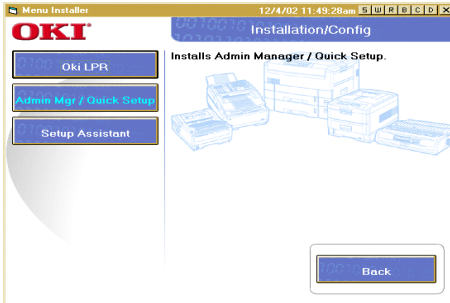 Menu Installer 12/4/02 11:49:28am S W R B C D X
OKI
Installation/Config
Installs Admin Manager / Quick Setup.
Oki LPR
Admin Mgr / Quick Setup
Setup Assistant
Back